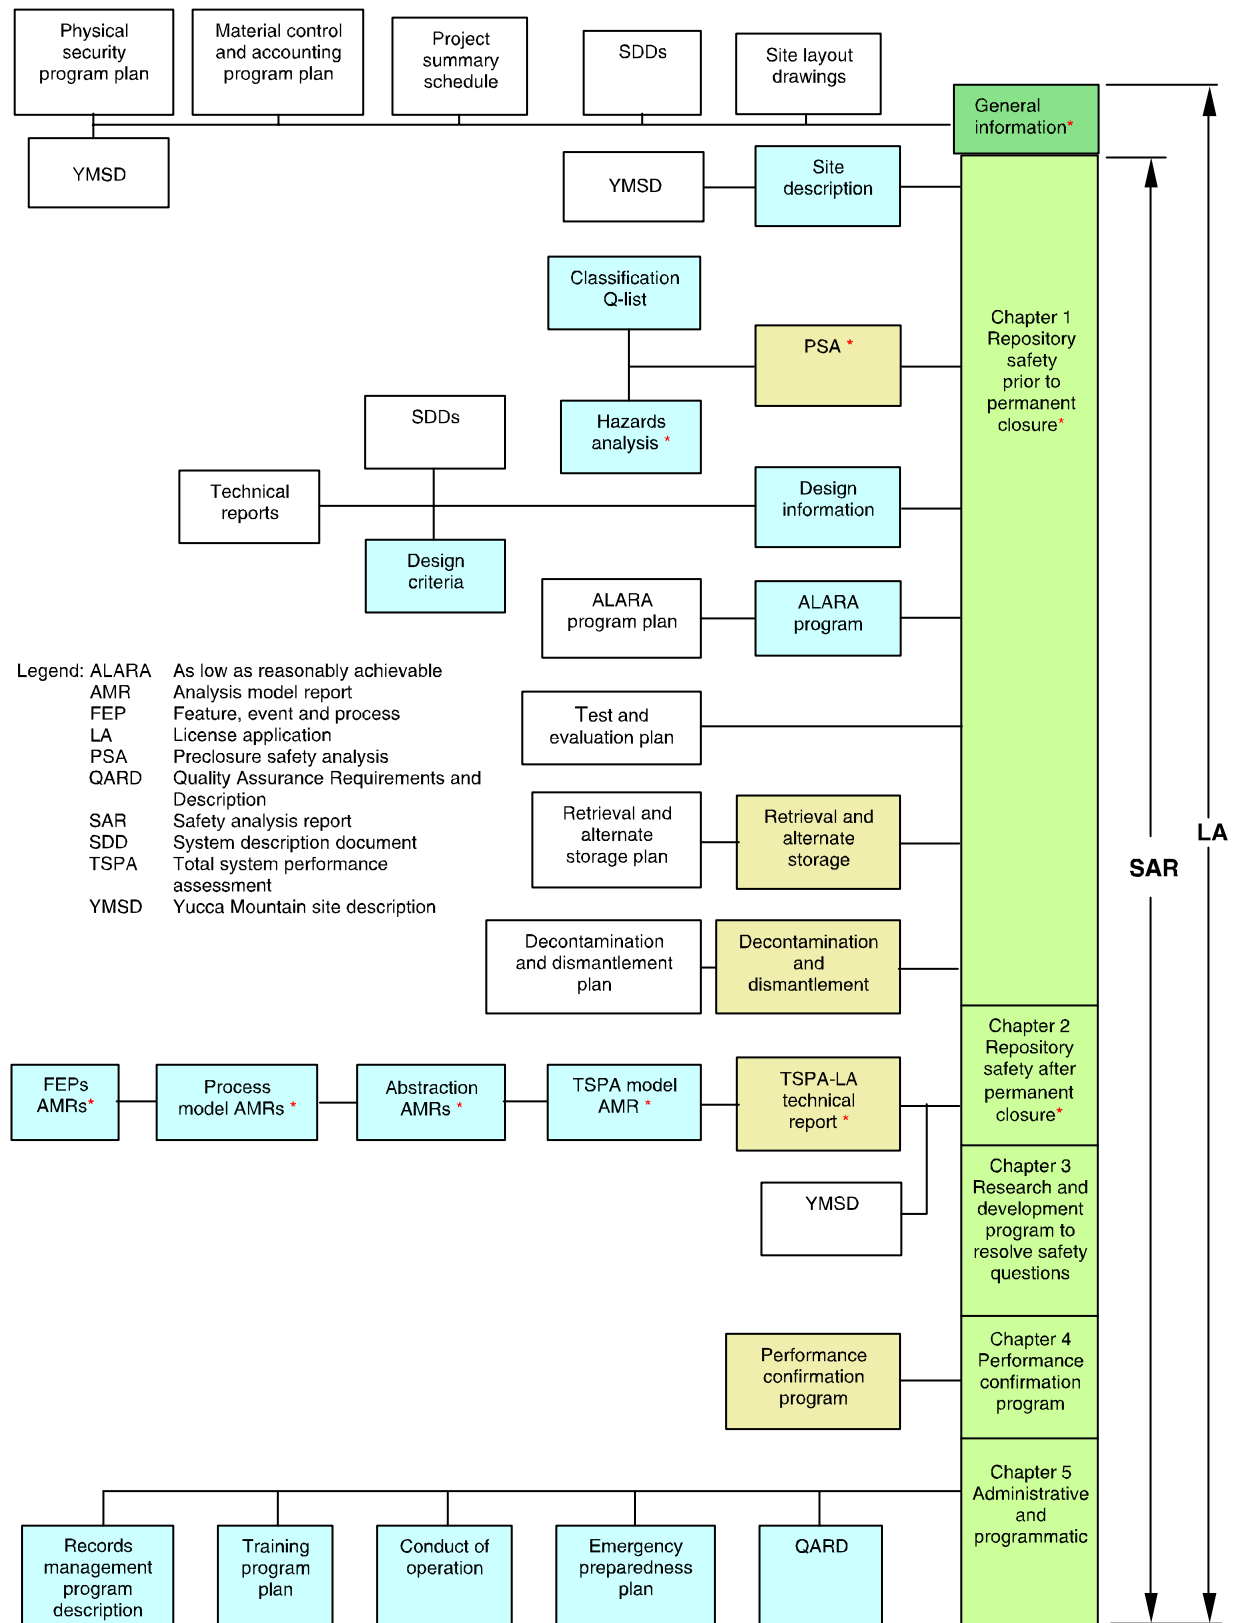 Physical
security
program plan
Material control
and accounting
program plan
Project
summary
schedule
SDDs
Site layout
drawings
General
information*
YMSD
YMSD
Site
description
Classification
Q-list
PSA *
Hazards
analysis *
Chapter 1
Repository
safety
prior to
permanent
closure*
SDDs
Technical
reports
Design
information
Design
criteria
ALARA
program plan
ALARA
program
Legend: ALARA As low as reasonably achievable
AMR Analysis model report
FEP Feature, event and process
LA License application
PSA Preclosure safety analysis
QARD Quality Assurance Requirements and
Description
SAR Safety analysis report
SDD System description document
TSPA Total system performance
assessment
YMSD Yucca Mountain site description
Test and
evaluation plan
Retrieval and
alternate
storage plan
Retrieval and
alternate
storage
LA
SAR
Decontamination
and dismantlement
plan
Decontamination
and
dismantlement
Chapter 2
Repository
safety after
permanent
closure*
FEPs
AMRs*
Process
model AMRs *
Abstraction
AMRs *
TSPA model
AMR *
TSPA-LA
technical
report *
YMSD
Chapter 3
Research and
development
program to
resolve safety
questions
Performance
confirmation
program
Chapter 4
Performance
confirmation
program
Chapter 5
Administrative
and
programmatic
Records
management
program
description
Training
program
plan
Conduct of
operation
Emergency
preparedness
plan
QARD